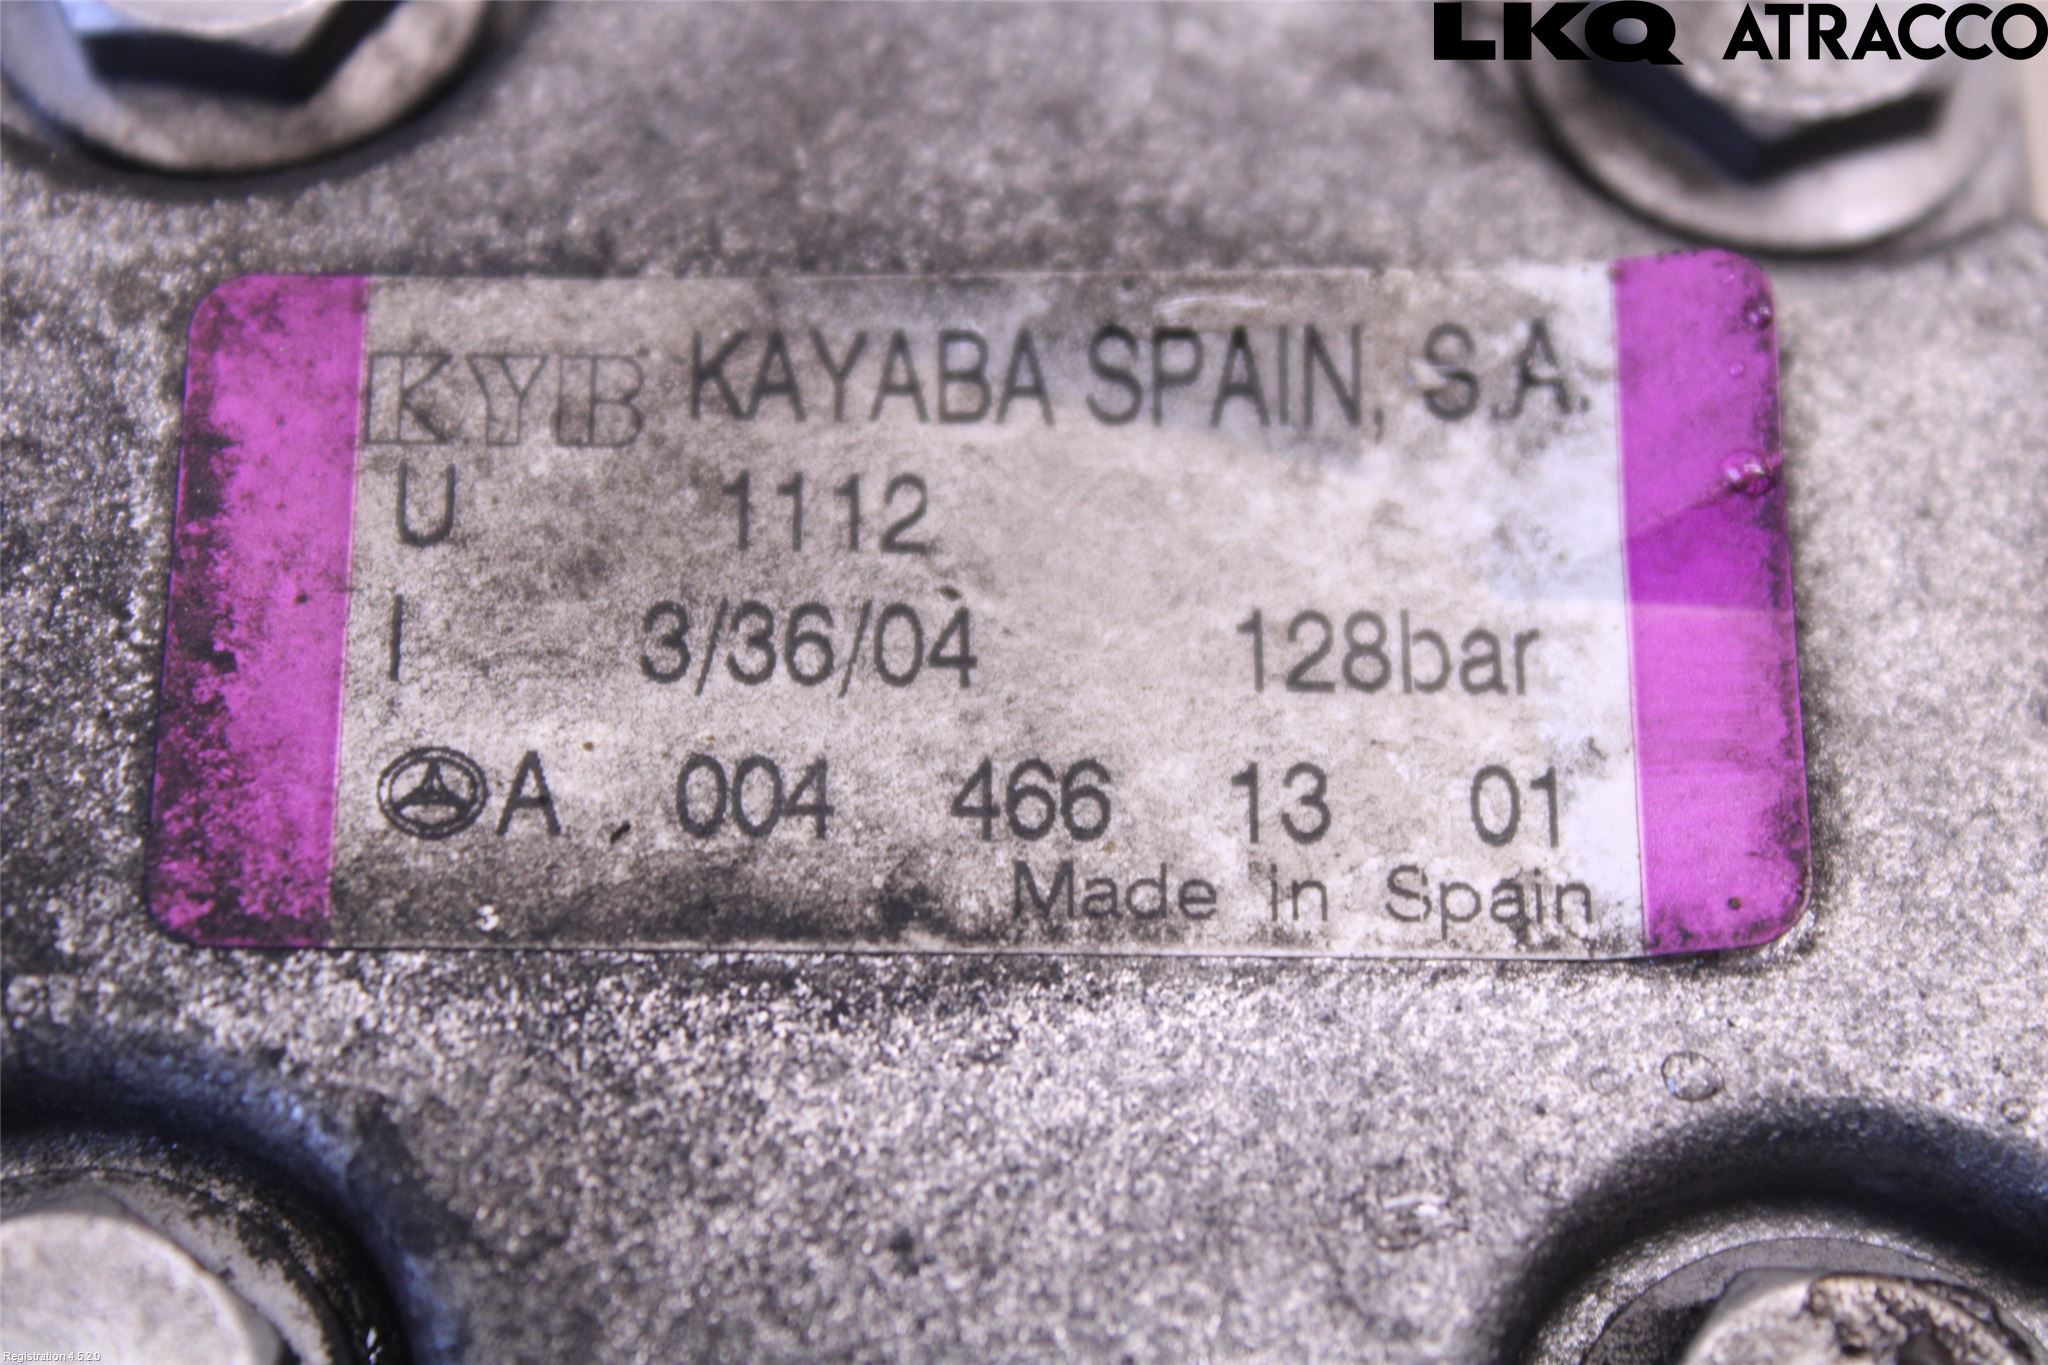 LKQ ATRACCO
KYB KAYABA SPAIN, S.A.
U 1112
I 3/36/04 128bar
A 004 466 13 01
Made in Spain
Registration 4.5.2.0